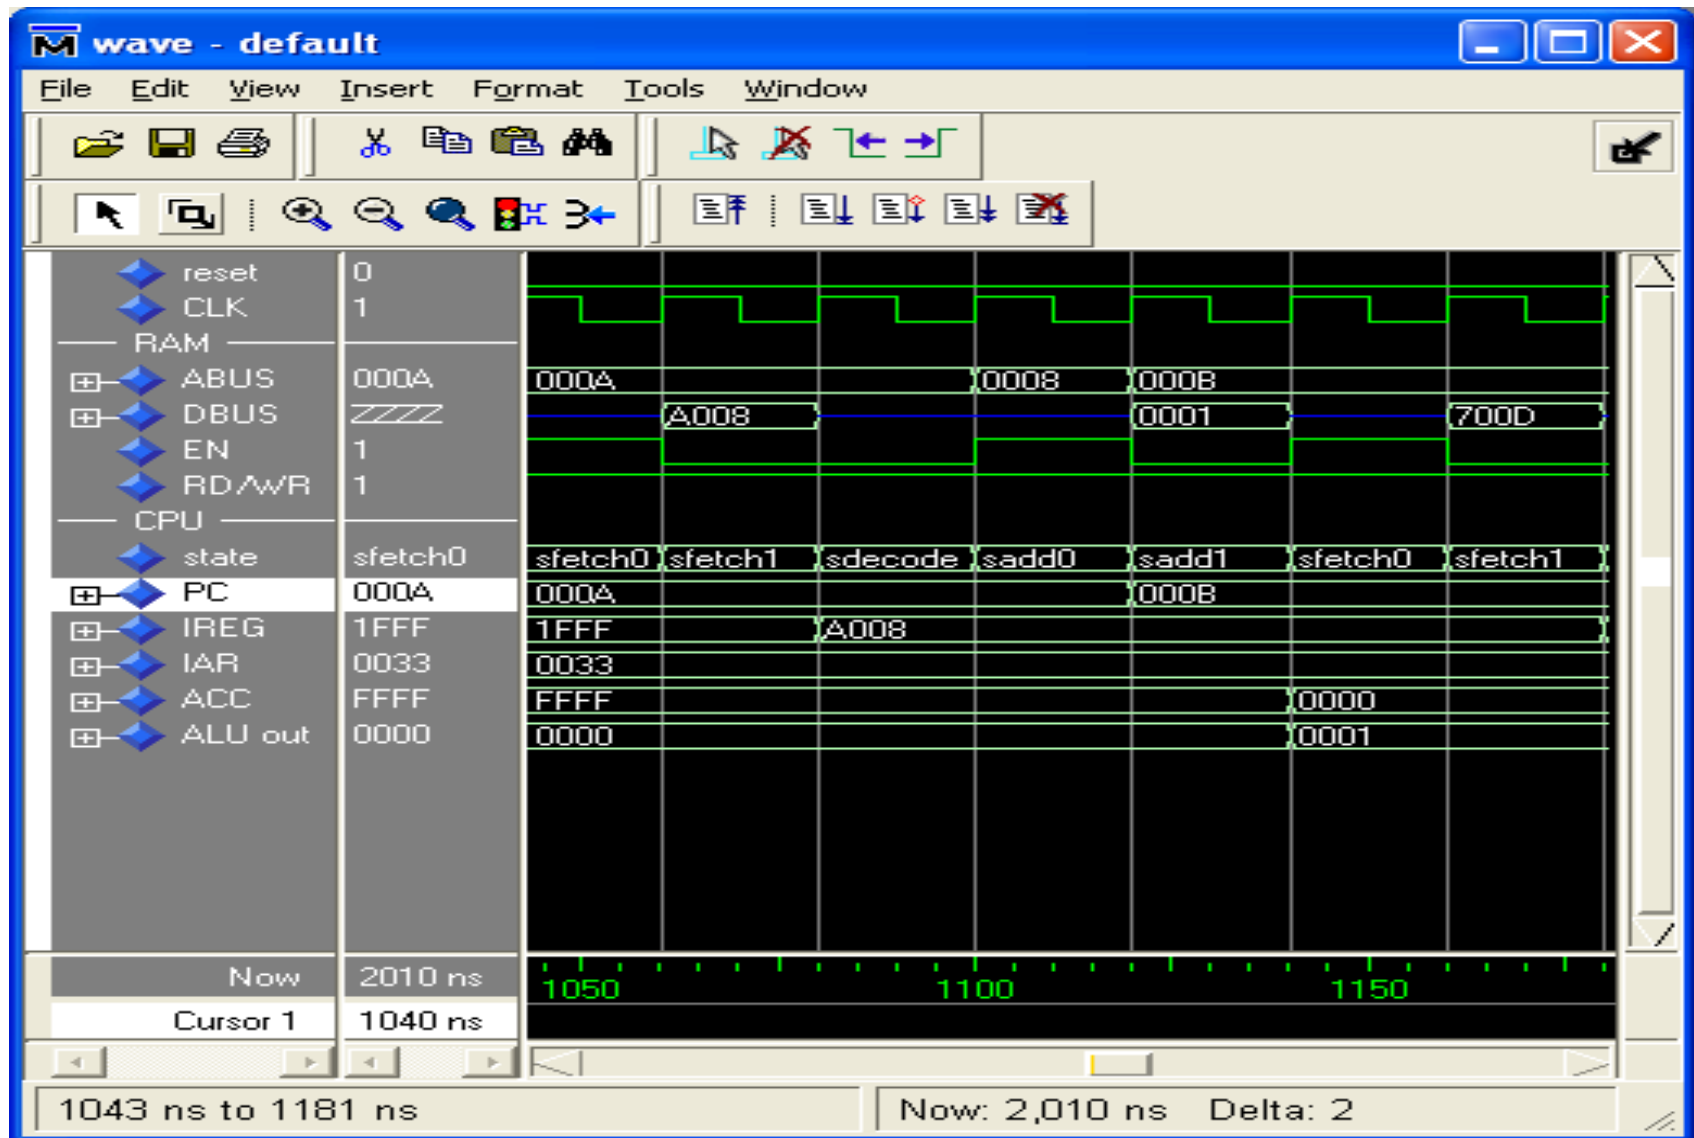 M wave - default
File Edit View Insert Format Tools Window
reset 0
CLK 1
RAM
ABUS 000A 000A 0008 000B
DBUS ZZZZ A008 0001 700D
EN 1
RD/WR 1
CPU
state sfetch0 sfetch0 sfetch1 sdecode sadd0 sadd1 sfetch0 sfetch1
PC 000A 000A 000B
IREG 1FFF 1FFF A008
IAR 0033 0033
ACC FFFF FFFF 0000
ALU out 0000 0000 0001
Now 2010 ns 1050 1100 1150
Cursor 1 1040 ns
1043 ns to 1181 ns Now: 2,010 ns Delta: 2